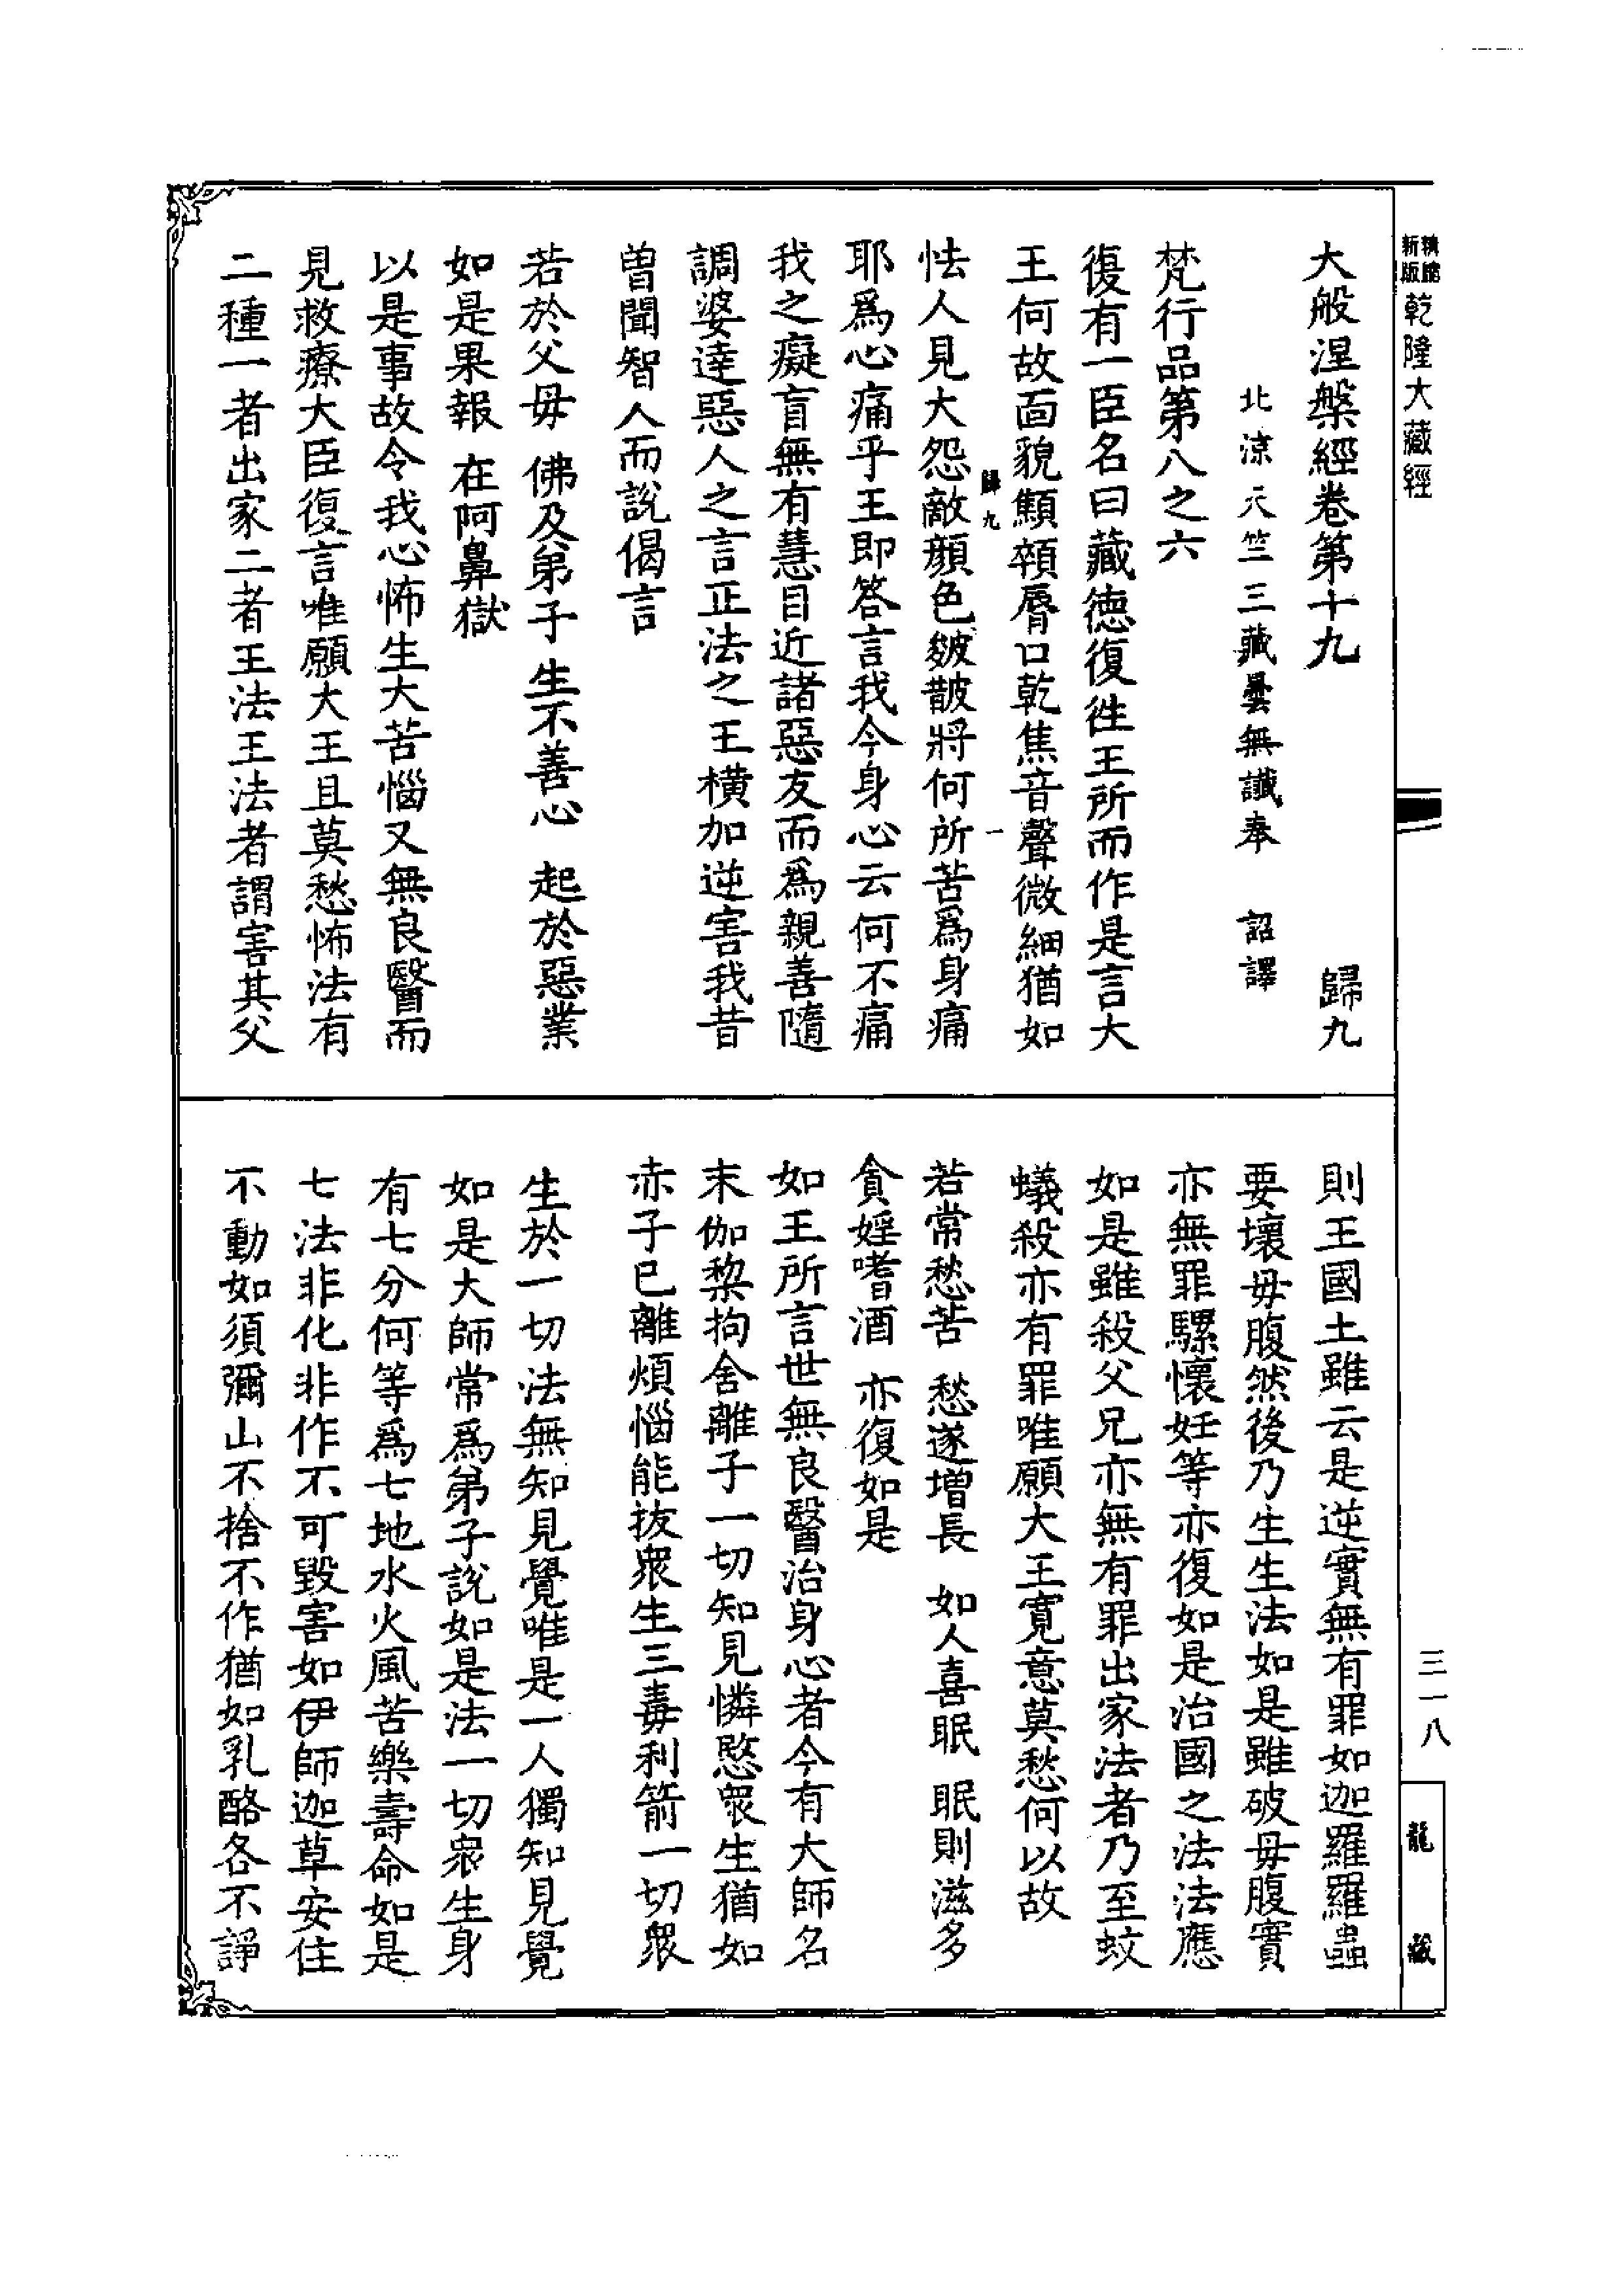 精縮新版乾隆大藏經
大般涅槃經卷第十九 歸九
北涼天竺三藏曇無讖奉 詔譯
梵行品第八之六
復有一臣名曰藏德復往王所而作是言大
王何故面貌顦顇脣口乾焦音聲微細猶如
歸九 一
怯人見大怨敵顏色皴皵將何所苦爲身痛
耶爲心痛乎王即答言我今身心云何不痛
我之癡盲無有慧目近諸惡友而爲親善隨
調婆達惡人之言正法之王橫加逆害我昔
曾聞智人而說偈言
若於父母 佛及弟子 生不善心 起於惡業
如是果報 在阿鼻獄
以是事故令我心怖生大苦惱又無良醫而
見救療大臣復言唯願大王且莫愁怖法有
二種一者出家二者王法王法者謂害其父
則王國土雖云是逆實無有罪如迦羅羅蟲
要壞母腹然後乃生生法如是雖破母腹實
亦無罪騾懷妊等亦復如是治國之法法應
如是雖殺父兄亦無有罪出家法者乃至蚊
蟻殺亦有罪唯願大王寬意莫愁何以故
若常愁苦 愁遂增長 如人喜眠 眠則滋多
貪婬嗜酒 亦復如是
如王所言世無良醫治身心者今有大師名
末伽棃拘舍離子一切知見憐愍衆生猶如
赤子已離煩惱能拔衆生三毒利箭一切衆
生於一切法無知見覺唯是一人獨知見覺
如是大師常爲弟子說如是法一切衆生身
有七分何等爲七地水火風苦樂壽命如是
七法非化非作不可毀害如伊師迦草安住
不動如須彌山不捨不作猶如乳酪各不諍
三一八
龍藏